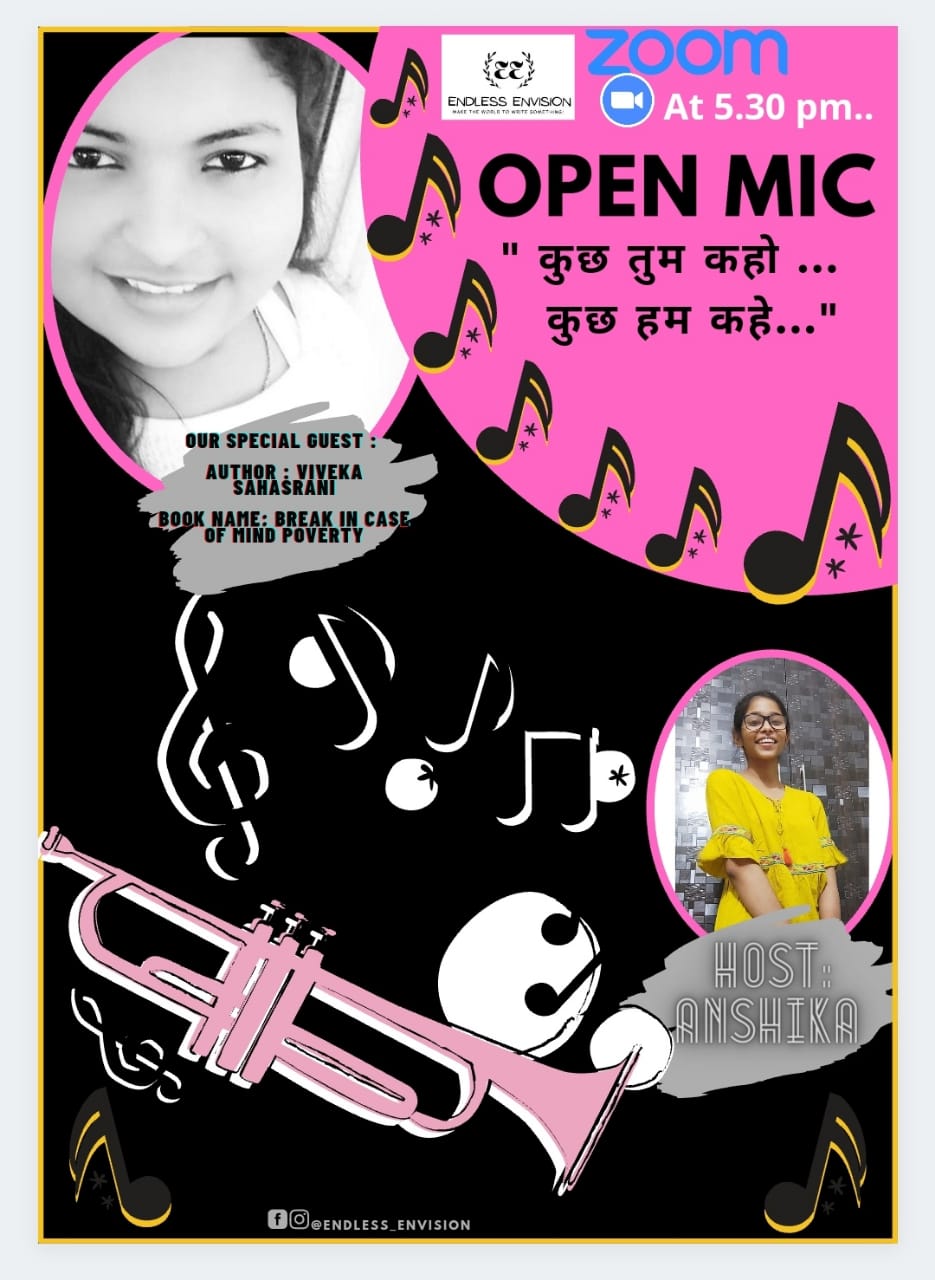 ENDLESS ENVISION
MAKE THE WORLD TO WRITE SOMETHING!
zoom
At 5.30 pm..
OPEN MIC
" कुछ तुम कहो ...
कुछ हम कहे..."
OUR SPECIAL GUEST :
AUTHOR : VIVEKA
SAHASRANI
BOOK NAME: BREAK IN CASE
OF MIND POVERTY
HOST:
ANSHIKA
@ENDLESS_ENVISION